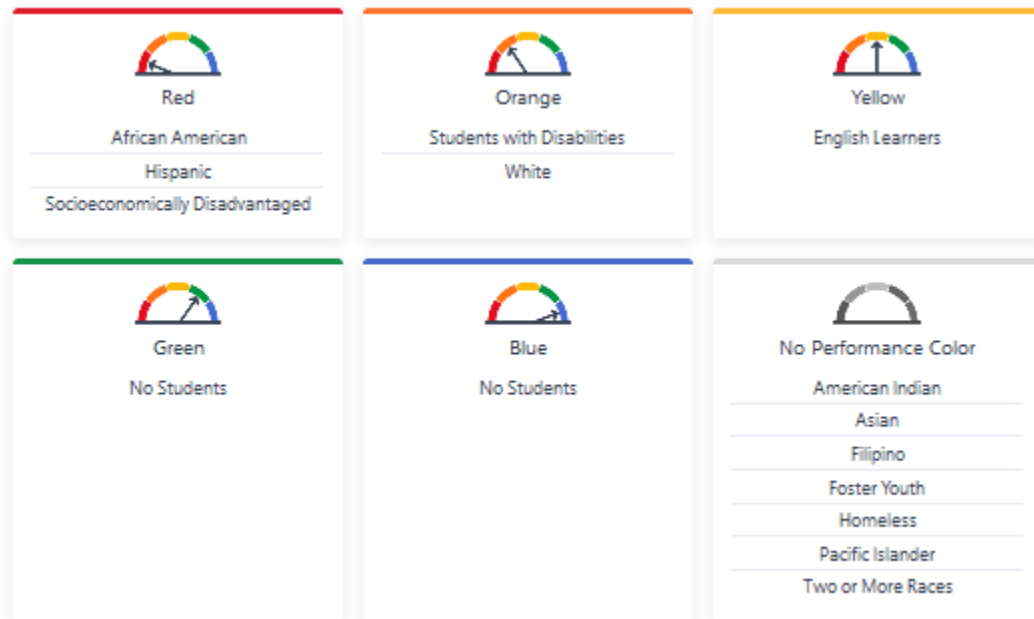 Red
African American
Hispanic
Socioeconomically Disadvantaged
Orange
Students with Disabilities
White
Yellow
English Learners
Green
No Students
Blue
No Students
No Performance Color
American Indian
Asian
Filipino
Foster Youth
Homeless
Pacific Islander
Two or More Races